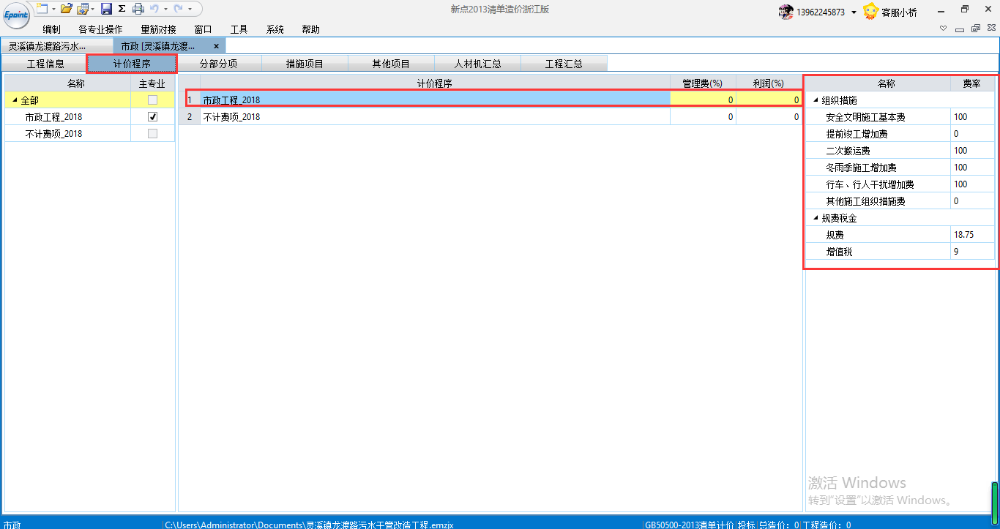 Epoint
新点2013清单造价浙江版
13962245873
客服小桥
编制 各专业操作 重筋对接 窗口 工具 系统 帮助
灵溪镇龙渡路污水... 市政 [灵溪镇龙渡... x
工程信息 计价程序 分部分项 措施项目 其他项目 人材机汇总 工程汇总
名称 主专业
全部
市政工程_2018
不计费项_2018
计价程序 管理费(%) 利润(%)
1 市政工程_2018 0 0
2 不计费项_2018 0 0
名称 费率
组织措施
安全文明施工基本费 100
提前竣工增加费 0
二次搬运费 100
冬雨季施工增加费 100
行车、行人干扰增加费 100
其他施工组织措施费 0
规费税金
规费 18.75
增值税 9
激活 Windows
转到"设置"以激活 Windows。
市政 C:\Users\Administrator\Documents\灵溪镇龙渡路污水干管改造工程.emzjx GB50500-2013清单计价|投标|总造价：0|工程造价：0